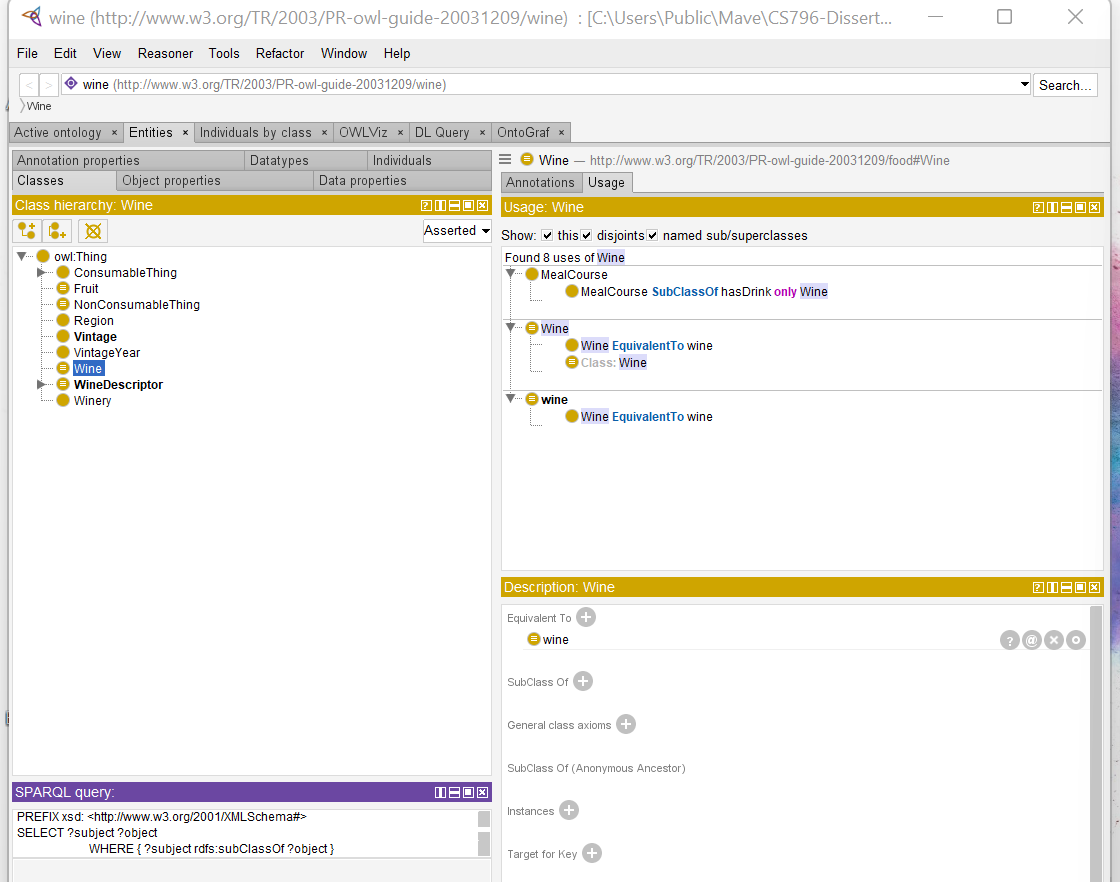 wine (http://www.w3.org/TR/2003/PR-owl-guide-20031209/wine) : [C:\Users\Public\Mave\CS796-Dissert...
File Edit View Reasoner Tools Refactor Window Help
wine (http://www.w3.org/TR/2003/PR-owl-guide-20031209/wine) Search...
Wine
Active ontology × Entities × Individuals by class × OWLViz × DL Query × OntoGraf ×
Annotation properties Datatypes Individuals
Classes Object properties Data properties
Class hierarchy: Wine
Asserted
owl:Thing
ConsumableThing
Fruit
NonConsumableThing
Region
Vintage
VintageYear
Wine
WineDescriptor
Winery
SPARQL query:
PREFIX xsd: <http://www.w3.org/2001/XMLSchema#>
SELECT ?subject ?object
WHERE { ?subject rdfs:subClassOf ?object }
Wine — http://www.w3.org/TR/2003/PR-owl-guide-20031209/food#Wine
Annotations Usage
Usage: Wine
Show: this disjoints named sub/superclasses
Found 8 uses of Wine
MealCourse
MealCourse SubClassOf hasDrink only Wine
Wine
Wine EquivalentTo wine
Class: Wine
wine
Wine EquivalentTo wine
Description: Wine
Equivalent To
wine
SubClass Of
General class axioms
SubClass Of (Anonymous Ancestor)
Instances
Target for Key